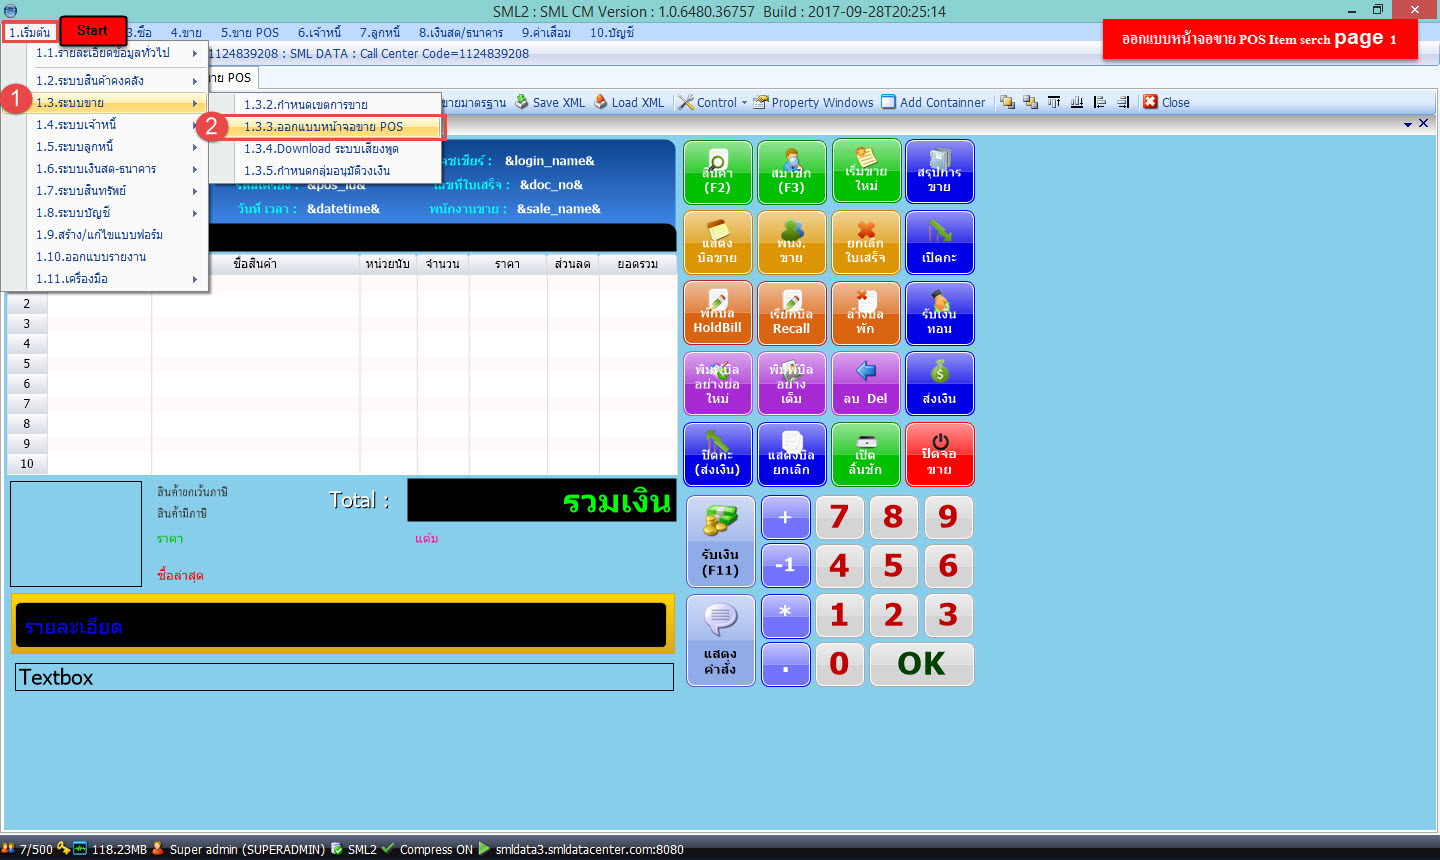 SML2 : SML CM Version : 1.0.6480.36757 Build : 2017-09-28T20:25:14
1.เริ่มต้น
Start
3.ซื้อ
4.ขาย
5.ขาย POS
6.เจ้าหนี้
7.ลูกหนี้
8.เงินสด/ธนาคาร
9.ค่าเสื่อม
10.บัญชี
ออกแบบหน้าจอขาย POS Item serch page 1
1.1.รายละเอียดข้อมูลทั่วไป
1124839208 : SML DATA : Call Center Code=1124839208
1.2.ระบบสินค้าคงคลัง
าย POS
1
1.3.ระบบขาย
1.3.2.กำหนดเขตการขาย
ขายมาตรฐาน
Save XML
Load XML
Control
Property Windows
Add Containner
Close
1.4.ระบบเจ้าหนี้
2
1.3.3.ออกแบบหน้าจอขาย POS
1.5.ระบบลูกหนี้
1.3.4.Download ระบบเสียงพูด
1.6.ระบบเงินสด-ธนาคาร
1.3.5.กำหนดกลุ่มอนุมัติวงเงิน
1.7.ระบบสินทรัพย์
1.8.ระบบบัญชี
1.9.สร้าง/แก้ไขแบบฟอร์ม
1.10.ออกแบบรายงาน
1.11.เครื่องมือ
คชเชียร์ : &login_name&
รหัสเครื่อง : &pos_id&
เลขที่ใบเสร็จ : &doc_no&
วันที่ เวลา : &datetime&
พนักงานขาย : &sale_name&
ชื่อสินค้า
หน่วยนับ
จำนวน
ราคา
ส่วนลด
ยอดรวม
2
3
4
5
6
7
8
9
10
สินค้า
(F2)
สมาชิก
(F3)
เริ่มขาย
ใหม่
สรุปการ
ขาย
แสดง
บิลขาย
พนง.
ขาย
ยกเลิก
ใบเสร็จ
เปิดกะ
พักบิล
HoldBill
เรียกบิล
Recall
ล้างบิล
พัก
รับเงิน
ทอน
พิมพ์บิล
อย่างย่อ
ใหม่
พิมพ์บิล
อย่าง
เต็ม
ลบ Del
ส่งเงิน
ปิดกะ
(ส่งเงิน)
แสดงบิล
ยกเลิก
เปิด
ลิ้นชัก
ปิดจอ
ขาย
สินค้ายกเว้นภาษี
สินค้ามีภาษี
Total :
รวมเงิน
ราคา
แต้ม
ซื้อล่าสุด
รายละเอียด
Textbox
รับเงิน
(F11)
+
7
8
9
-1
4
5
6
แสดง
คำสั่ง
*
1
2
3
.
0
OK
7/500
118.23MB
Super admin (SUPERADMIN)
SML2
Compress ON
smldata3.smldatacenter.com:8080